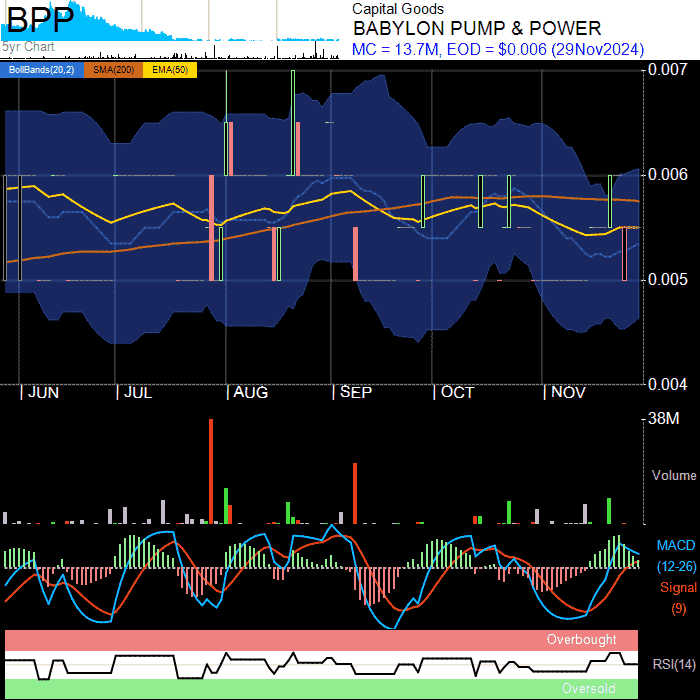 BPP
5yr Chart
Capital Goods
BABYLON PUMP & POWER
MC = 13.7M, EOD = $0.006 (29Nov2024)
BollBands(20,2) SMA(200) EMA(50)
0.007
0.006
0.005
0.004
JUN JUL AUG SEP OCT NOV
38M
Volume
MACD
(12-26)
Signal
(9)
Overbought
RSI(14)
Oversold